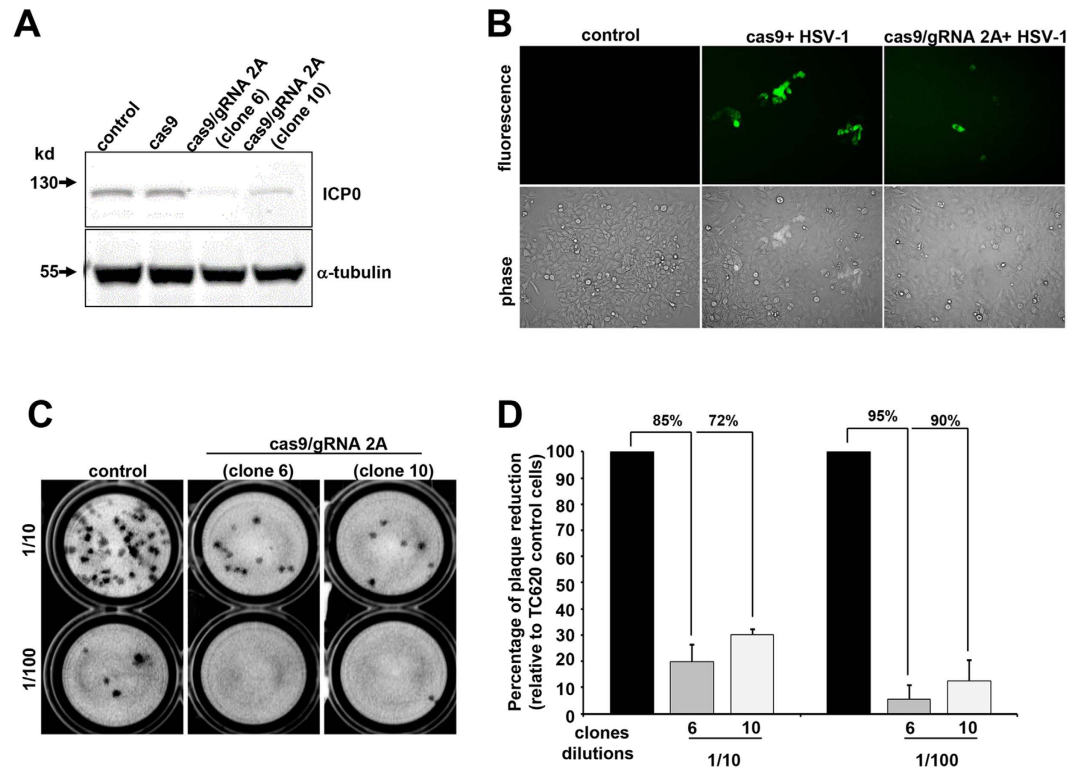 A
control
cas9
cas9/gRNA 2A
(clone 6)
cas9/gRNA 2A
(clone 10)
kd
130
ICP0
55
α-tubulin
B
control
cas9+ HSV-1
cas9/gRNA 2A+ HSV-1
fluorescence
phase
C
cas9/gRNA 2A
control
(clone 6)
(clone 10)
1/10
1/100
D
85%
72%
95%
90%
Percentage of plaque reduction
(relative to TC620 control cells)
100
90
80
70
60
50
40
30
20
10
0
clones
6
10
6
10
dilutions
1/10
1/100